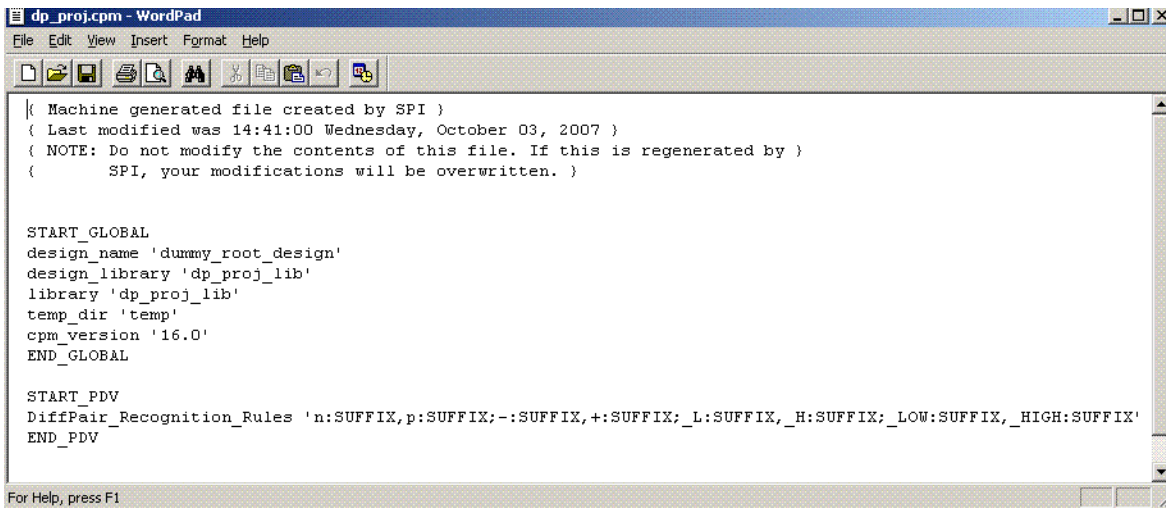 dp_proj.cpm - WordPad
File Edit View Insert Format Help
{ Machine generated file created by SPI }
{ Last modified was 14:41:00 Wednesday, October 03, 2007 }
{ NOTE: Do not modify the contents of this file. If this is regenerated by }
{ SPI, your modifications will be overwritten. }
START_GLOBAL
design_name 'dummy_root_design'
design_library 'dp_proj_lib'
library 'dp_proj_lib'
temp_dir 'temp'
cpm_version '16.0'
END_GLOBAL
START_PDV
DiffPair_Recognition_Rules 'n:SUFFIX,p:SUFFIX;-:SUFFIX,+:SUFFIX;_L:SUFFIX,_H:SUFFIX;_LOW:SUFFIX,_HIGH:SUFFIX'
END_PDV
For Help, press F1